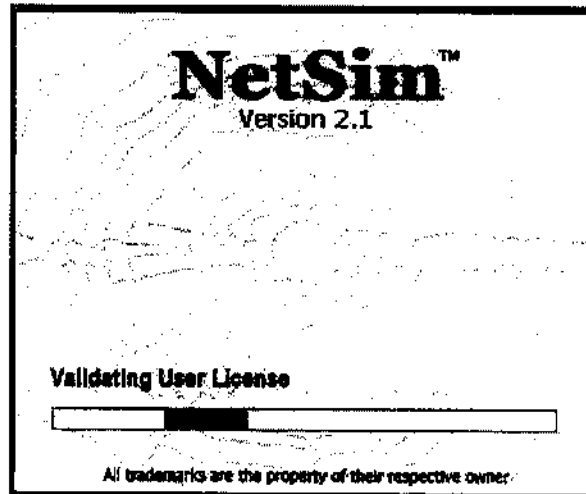 NetSim™
Version 2.1
Validating User License
All trademarks are the property of their respective owner